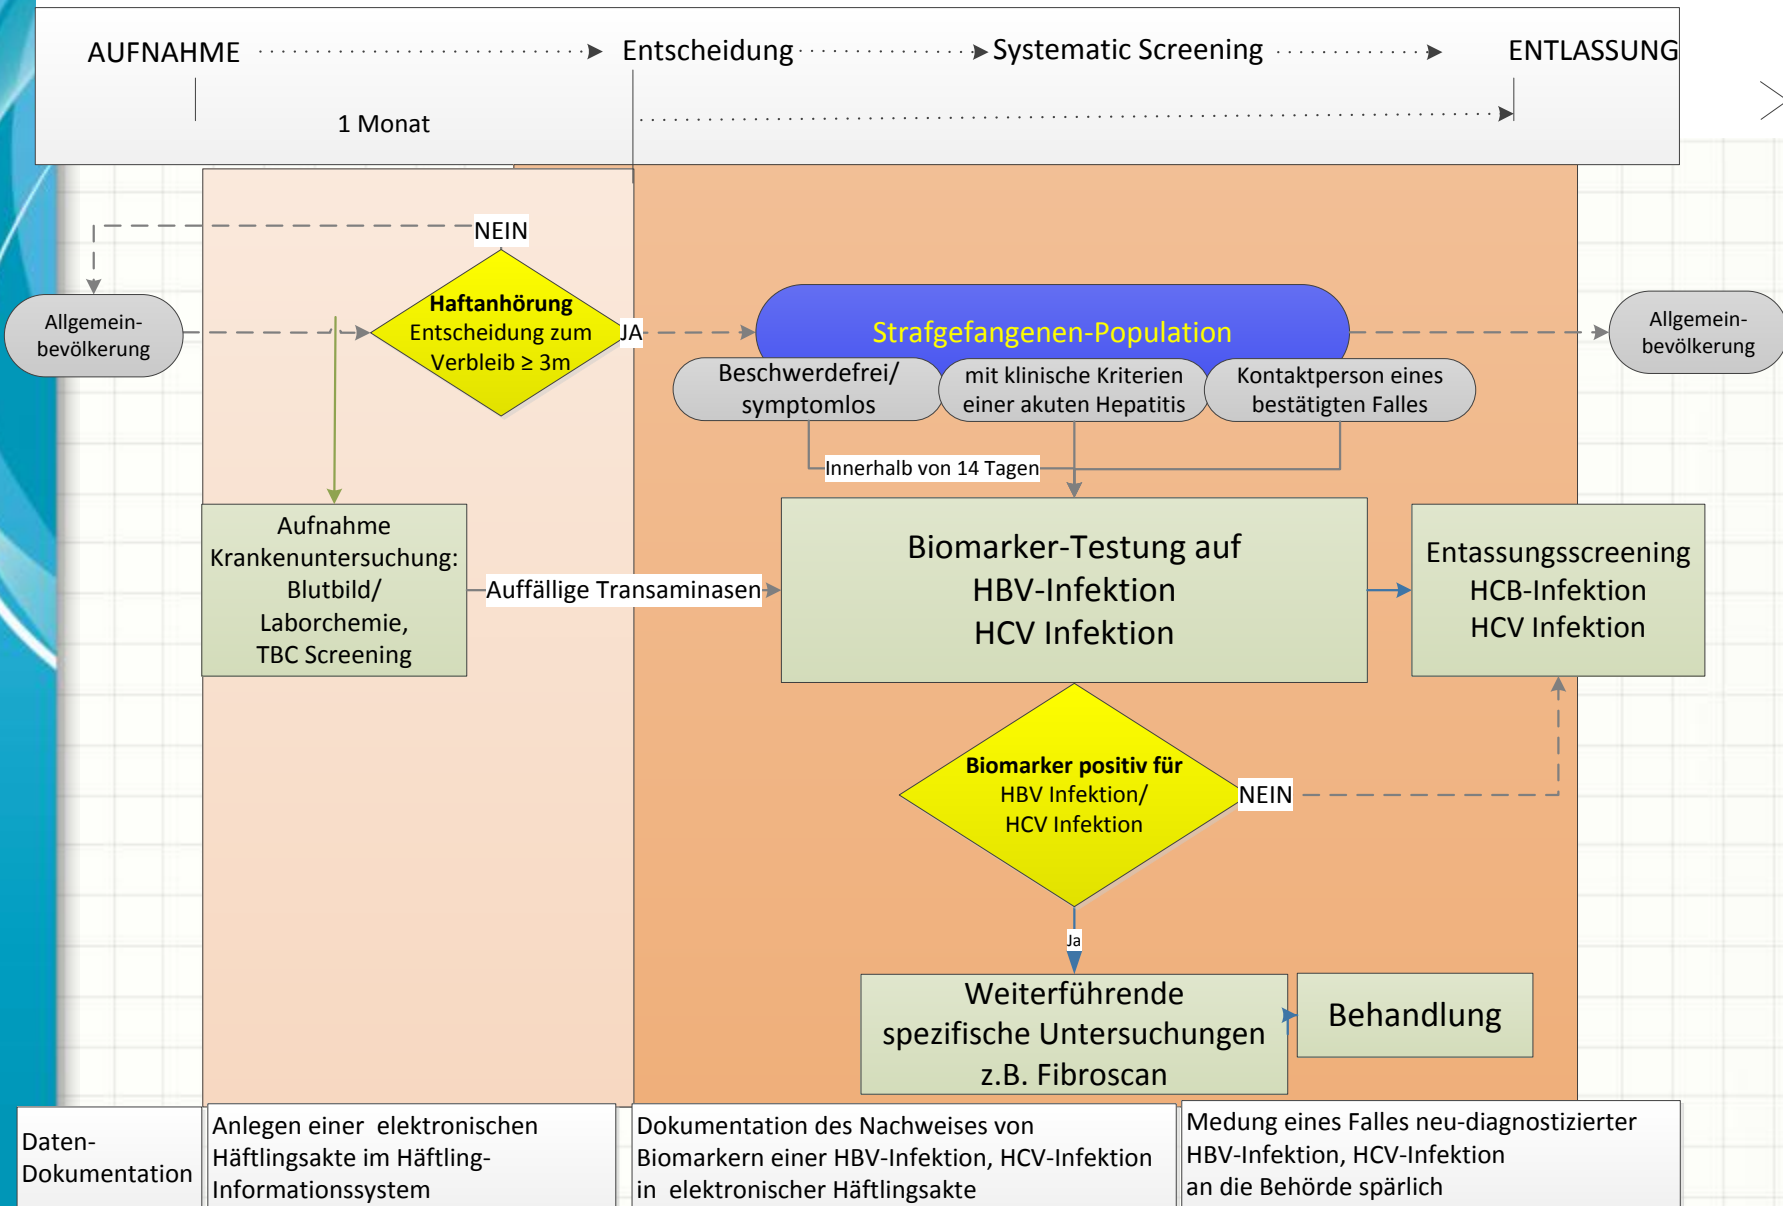 AUFNAHME
Entscheidung
Systematic Screening
ENTLASSUNG
1 Monat
NEIN
Allgemein-
bevölkerung
Haftanhörung
Entscheidung zum
Verbleib ≥ 3m
JA
Strafgefangenen-Population
Allgemein-
bevölkerung
Beschwerdefrei/
symptomlos
mit klinische Kriterien
einer akuten Hepatitis
Kontaktperson eines
bestätigten Falles
Innerhalb von 14 Tagen
Aufnahme
Krankenuntersuchung:
Blutbild/
Laborchemie,
TBC Screening
Auffällige Transaminasen
Biomarker-Testung auf
HBV-Infektion
HCV Infektion
Entassungsscreening
HCB-Infektion
HCV Infektion
Biomarker positiv für
HBV Infektion/
HCV Infektion
NEIN
Ja
Weiterführende
spezifische Untersuchungen
z.B. Fibroscan
Behandlung
Daten-
Dokumentation
Anlegen einer elektronischen
Häftlingsakte im Häftling-
Informationssystem
Dokumentation des Nachweises von
Biomarkern einer HBV-Infektion, HCV-Infektion
in elektronischer Häftlingsakte
Medung eines Falles neu-diagnostizierter
HBV-Infektion, HCV-Infektion
an die Behörde spärlich